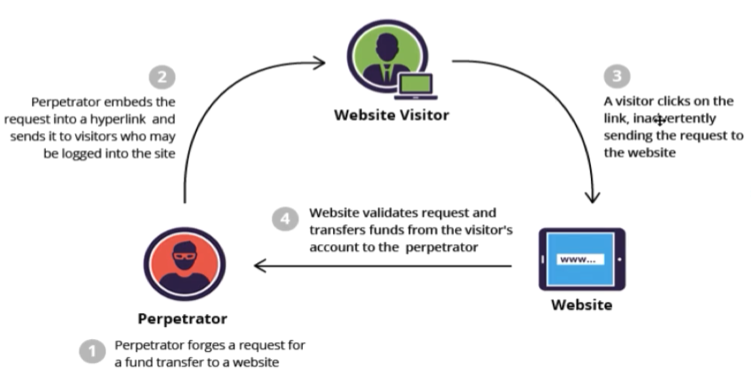 2
Perpetrator embeds the
request into a hyperlink and
sends it to visitors who may
be logged into the site
Website Visitor
3
A visitor clicks on the
link, inadvertently
sending the request to
the website
4
Website validates request and
transfers funds from the visitor's
account to the perpetrator
www...
Website
Perpetrator
1
Perpetrator forges a request for
a fund transfer to a website